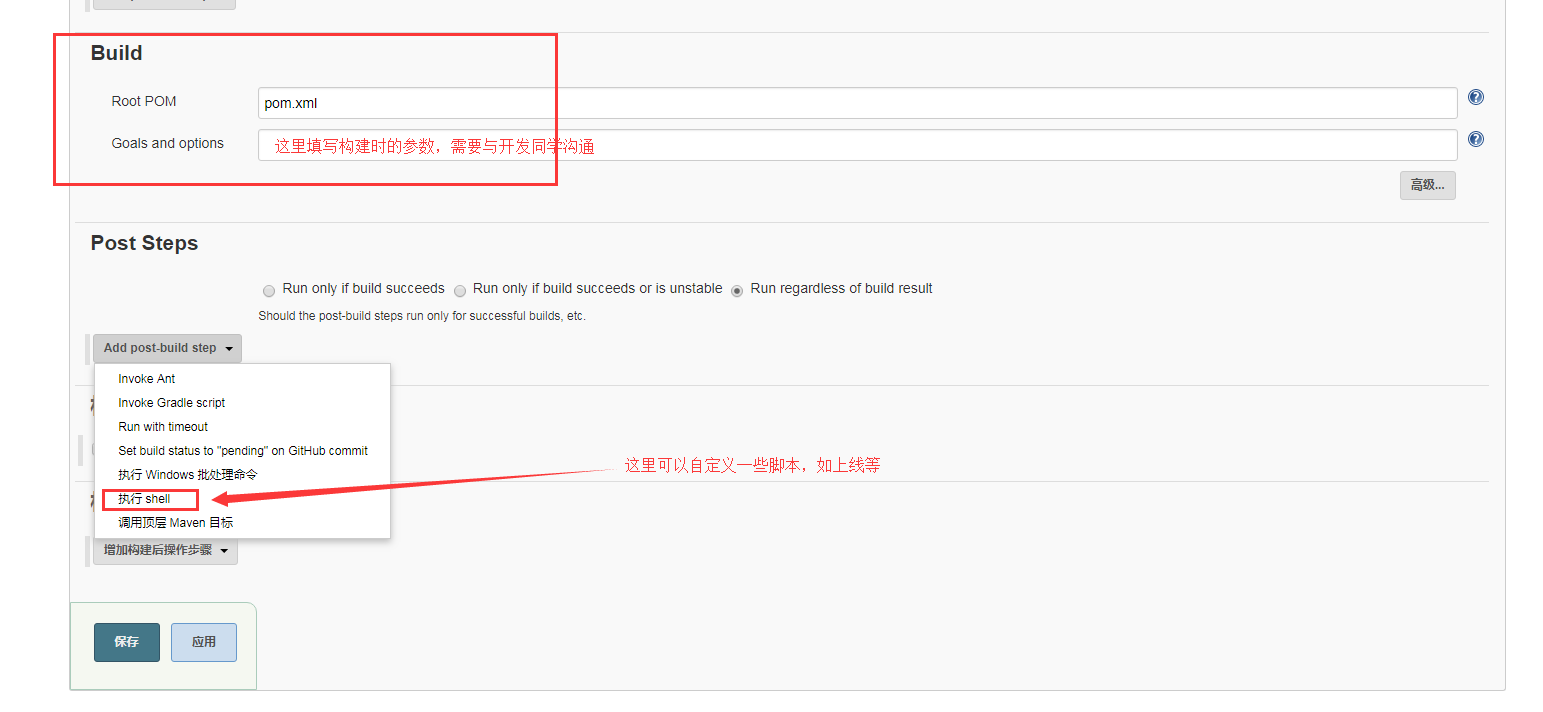 Build
Root POM
pom.xml
Goals and options
这里填写构建时的参数，需要与开发同学沟通
高级...
Post Steps
Run only if build succeeds
Run only if build succeeds or is unstable
Run regardless of build result
Should the post-build steps run only for successful builds, etc.
Add post-build step
Invoke Ant
Invoke Gradle script
Run with timeout
Set build status to "pending" on GitHub commit
执行 Windows 批处理命令
这里可以自定义一些脚本，如上线等
执行 shell
调用顶层 Maven 目标
增加构建后操作步骤
保存
应用